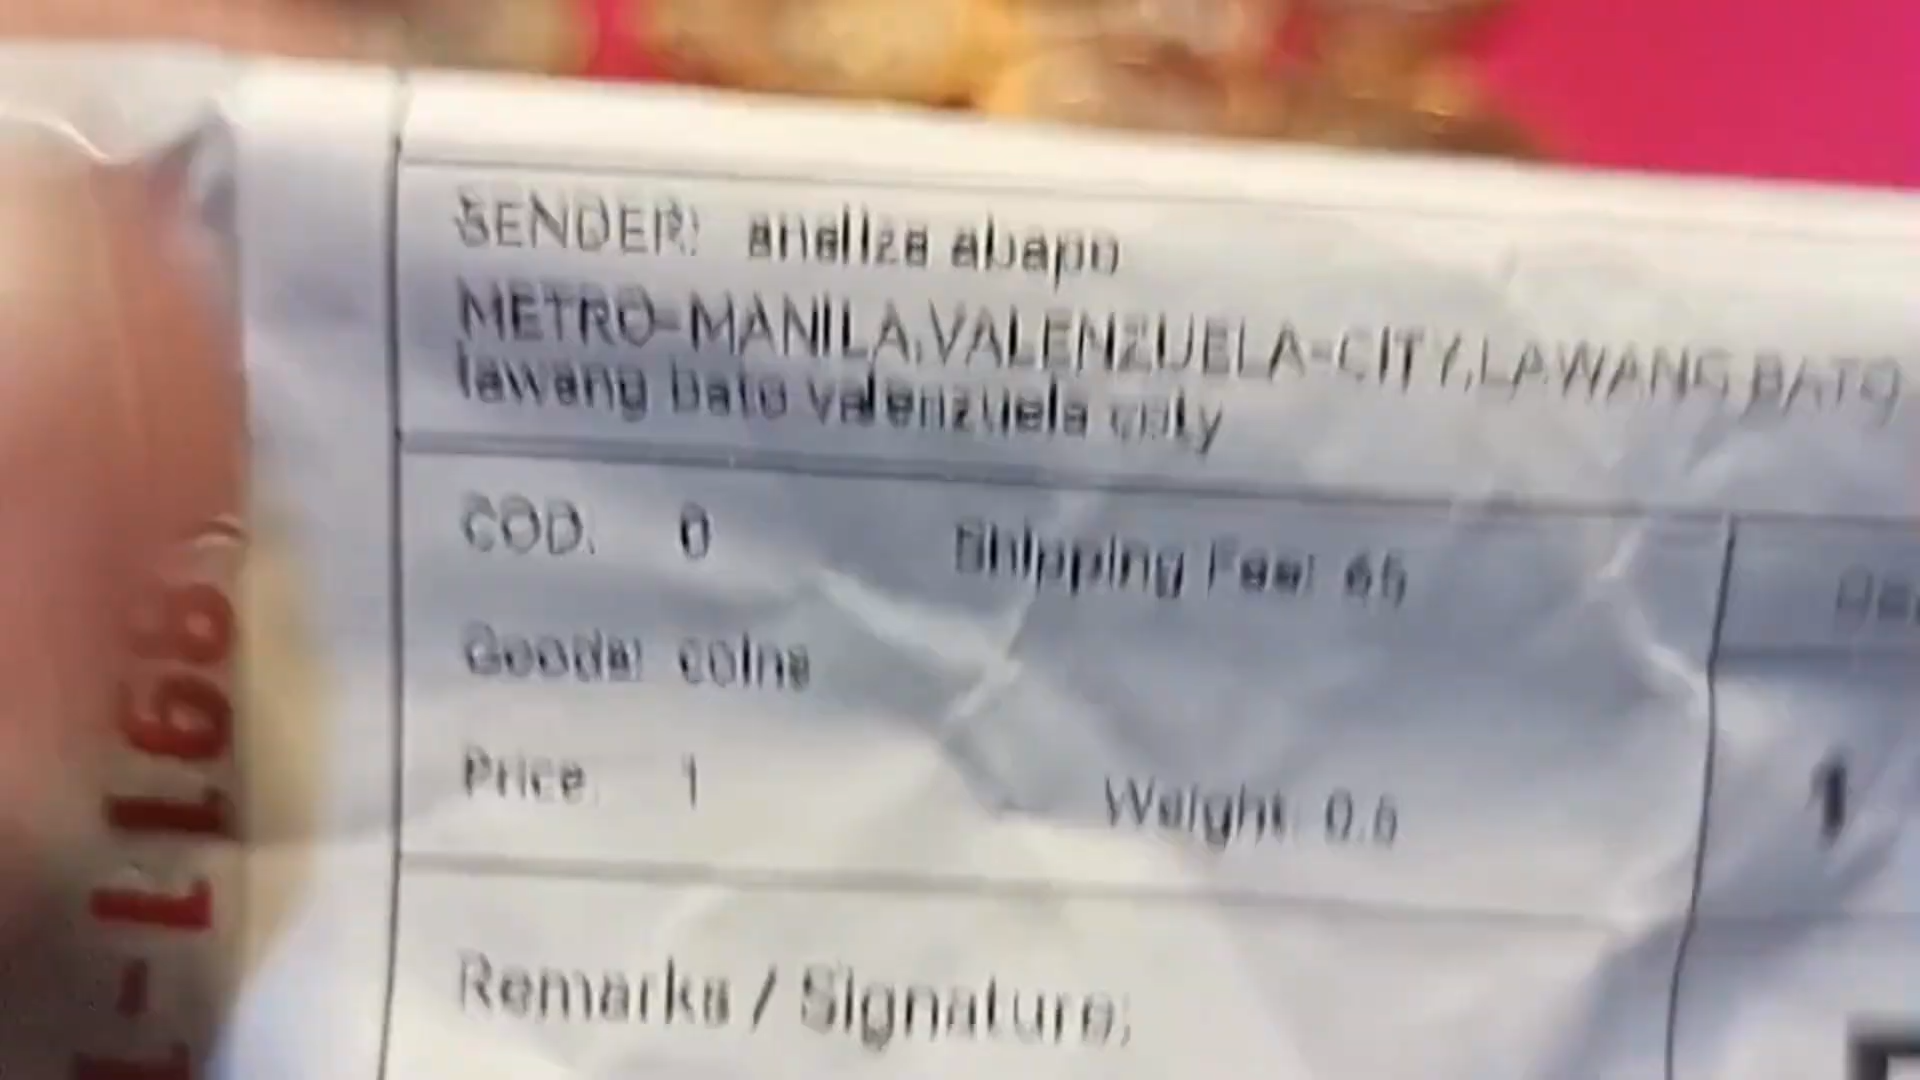 SENDER: analiza abapo
METRO-MANILA,VALENZUELA-CITY,LAWANG BATO
lawang bato valenzuela
COD: 0 Shipping Fee: 65
Goods: coins
Price: 1 Weight: 0.5
1
Remarks / Signature: